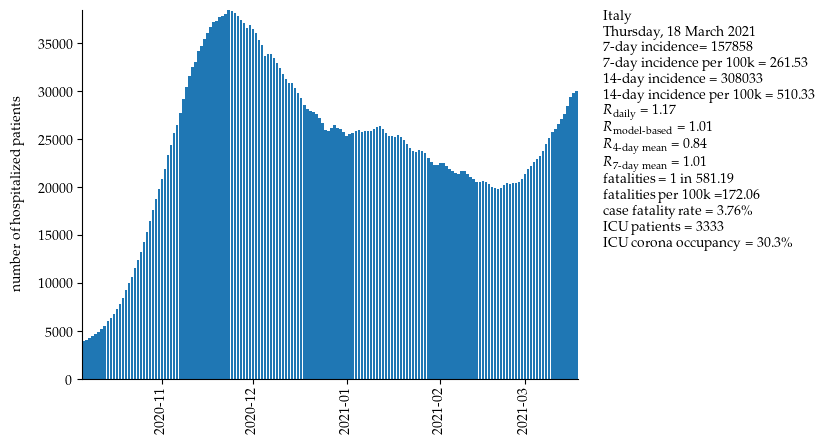 number of hospitalized patients
35000
30000
25000
20000
15000
10000
5000
0
2020-11
2020-12
2021-01
2021-02
2021-03
Italy
Thursday, 18 March 2021
7-day incidence= 157858
7-day incidence per 100k = 261.53
14-day incidence = 308033
14-day incidence per 100k = 510.33
R daily = 1.17
R model-based = 1.01
R 4-day mean = 0.84
R 7-day mean = 1.01
fatalities = 1 in 581.19
fatalities per 100k =172.06
case fatality rate = 3.76%
ICU patients = 3333
ICU corona occupancy = 30.3%